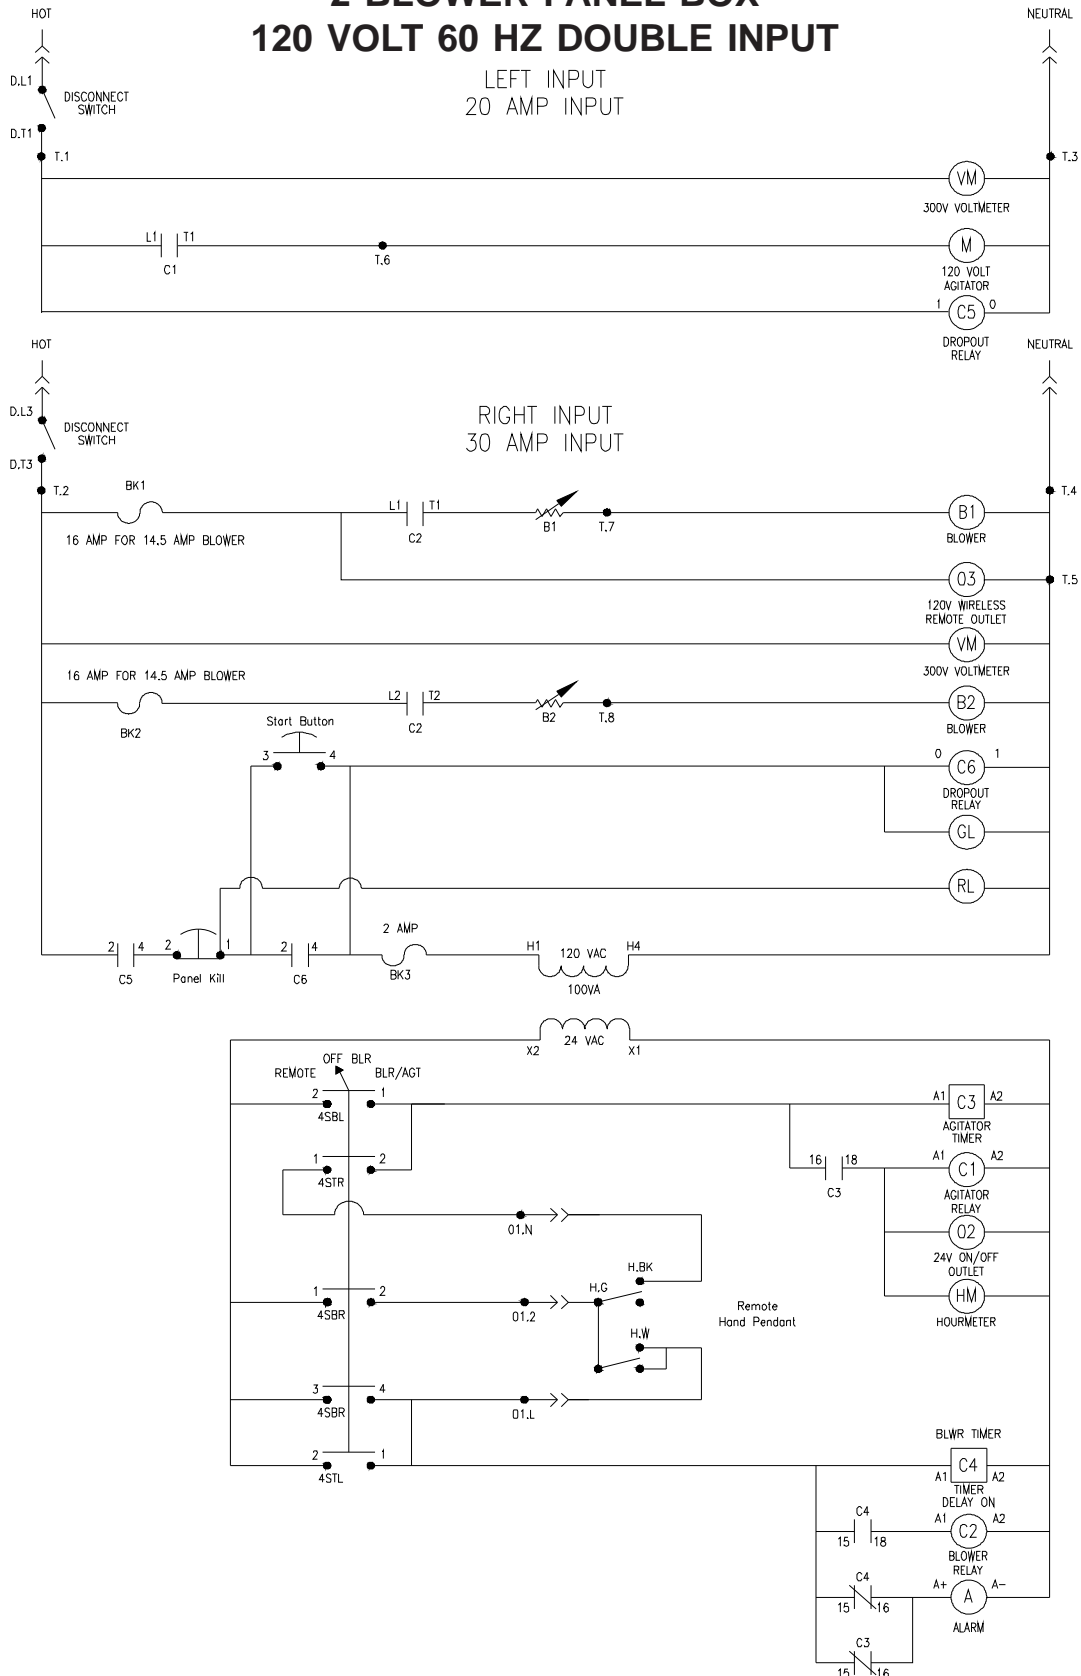 2 BLOWER PANEL BOX
120 VOLT 60 HZ DOUBLE INPUT
HOT
NEUTRAL
LEFT INPUT
20 AMP INPUT
D.L1
DISCONNECT
SWITCH
D.T1
T.1
T.3
VM
300V VOLTMETER
L1
T1
C1
T.6
M
120 VOLT
AGITATOR
1
C5
0
DROPOUT
RELAY
HOT
NEUTRAL
RIGHT INPUT
30 AMP INPUT
D.L3
DISCONNECT
SWITCH
D.T3
T.2
T.4
BK1
16 AMP FOR 14.5 AMP BLOWER
L1
T1
C2
B1
T.7
B1
BLOWER
O3
T.5
120V WIRELESS
REMOTE OUTLET
VM
300V VOLTMETER
16 AMP FOR 14.5 AMP BLOWER
BK2
L2
T2
C2
B2
T.8
B2
BLOWER
Start Button
3
4
0
C6
1
DROPOUT
RELAY
GL
RL
2
4
C5
2
1
Panel Kill
2
4
C6
2 AMP
BK3
H1
120 VAC
H4
100VA
X2
24 VAC
X1
OFF BLR
REMOTE
BLR/AGT
2
1
4SBL
A1
C3
A2
AGITATOR
TIMER
1
2
4STR
16
18
C3
A1
C1
A2
AGITATOR
RELAY
01.N
O2
24V ON/OFF
OUTLET
H.BK
H.G
1
2
4SBR
01.2
HM
HOURMETER
Remote
Hand Pendant
H.W
3
4
4SBR
01.L
2
1
4STL
BLWR TIMER
C4
A1
A2
TIMER
DELAY ON
C4
15
18
A1
C2
A2
BLOWER
RELAY
C4
15
16
A+
A
A-
ALARM
C3
15
16